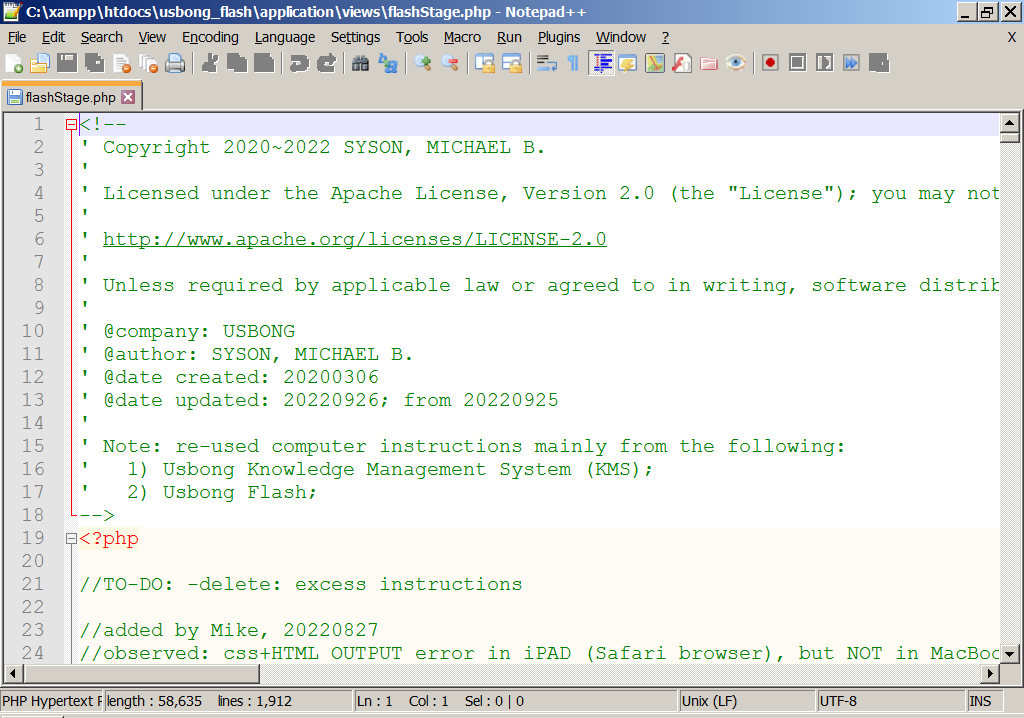 C:\xampp\htdocs\usbong_flash\application\views\flashStage.php - Notepad++
File Edit Search View Encoding Language Settings Tools Macro Run Plugins Window ? X
flashStage.php
1 <!--
2 ' Copyright 2020~2022 SYSON, MICHAEL B.
3 '
4 ' Licensed under the Apache License, Version 2.0 (the "License"); you may not
5 '
6 ' http://www.apache.org/licenses/LICENSE-2.0
7 '
8 ' Unless required by applicable law or agreed to in writing, software distrib
9 '
10 ' @company: USBONG
11 ' @author: SYSON, MICHAEL B.
12 ' @date created: 20200306
13 ' @date updated: 20220926; from 20220925
14 '
15 ' Note: re-used computer instructions mainly from the following:
16 ' 1) Usbong Knowledge Management System (KMS);
17 ' 2) Usbong Flash;
18 -->
19 <?php
20
21 //TO-DO: -delete: excess instructions
22
23 //added by Mike, 20220827
24 //observed: css+HTML OUTPUT error in iPAD (Safari browser), but NOT in MacBoo
PHP Hypertext P length : 58,635 lines : 1,912 Ln : 1 Col : 1 Sel : 0 | 0 Unix (LF) UTF-8 INS